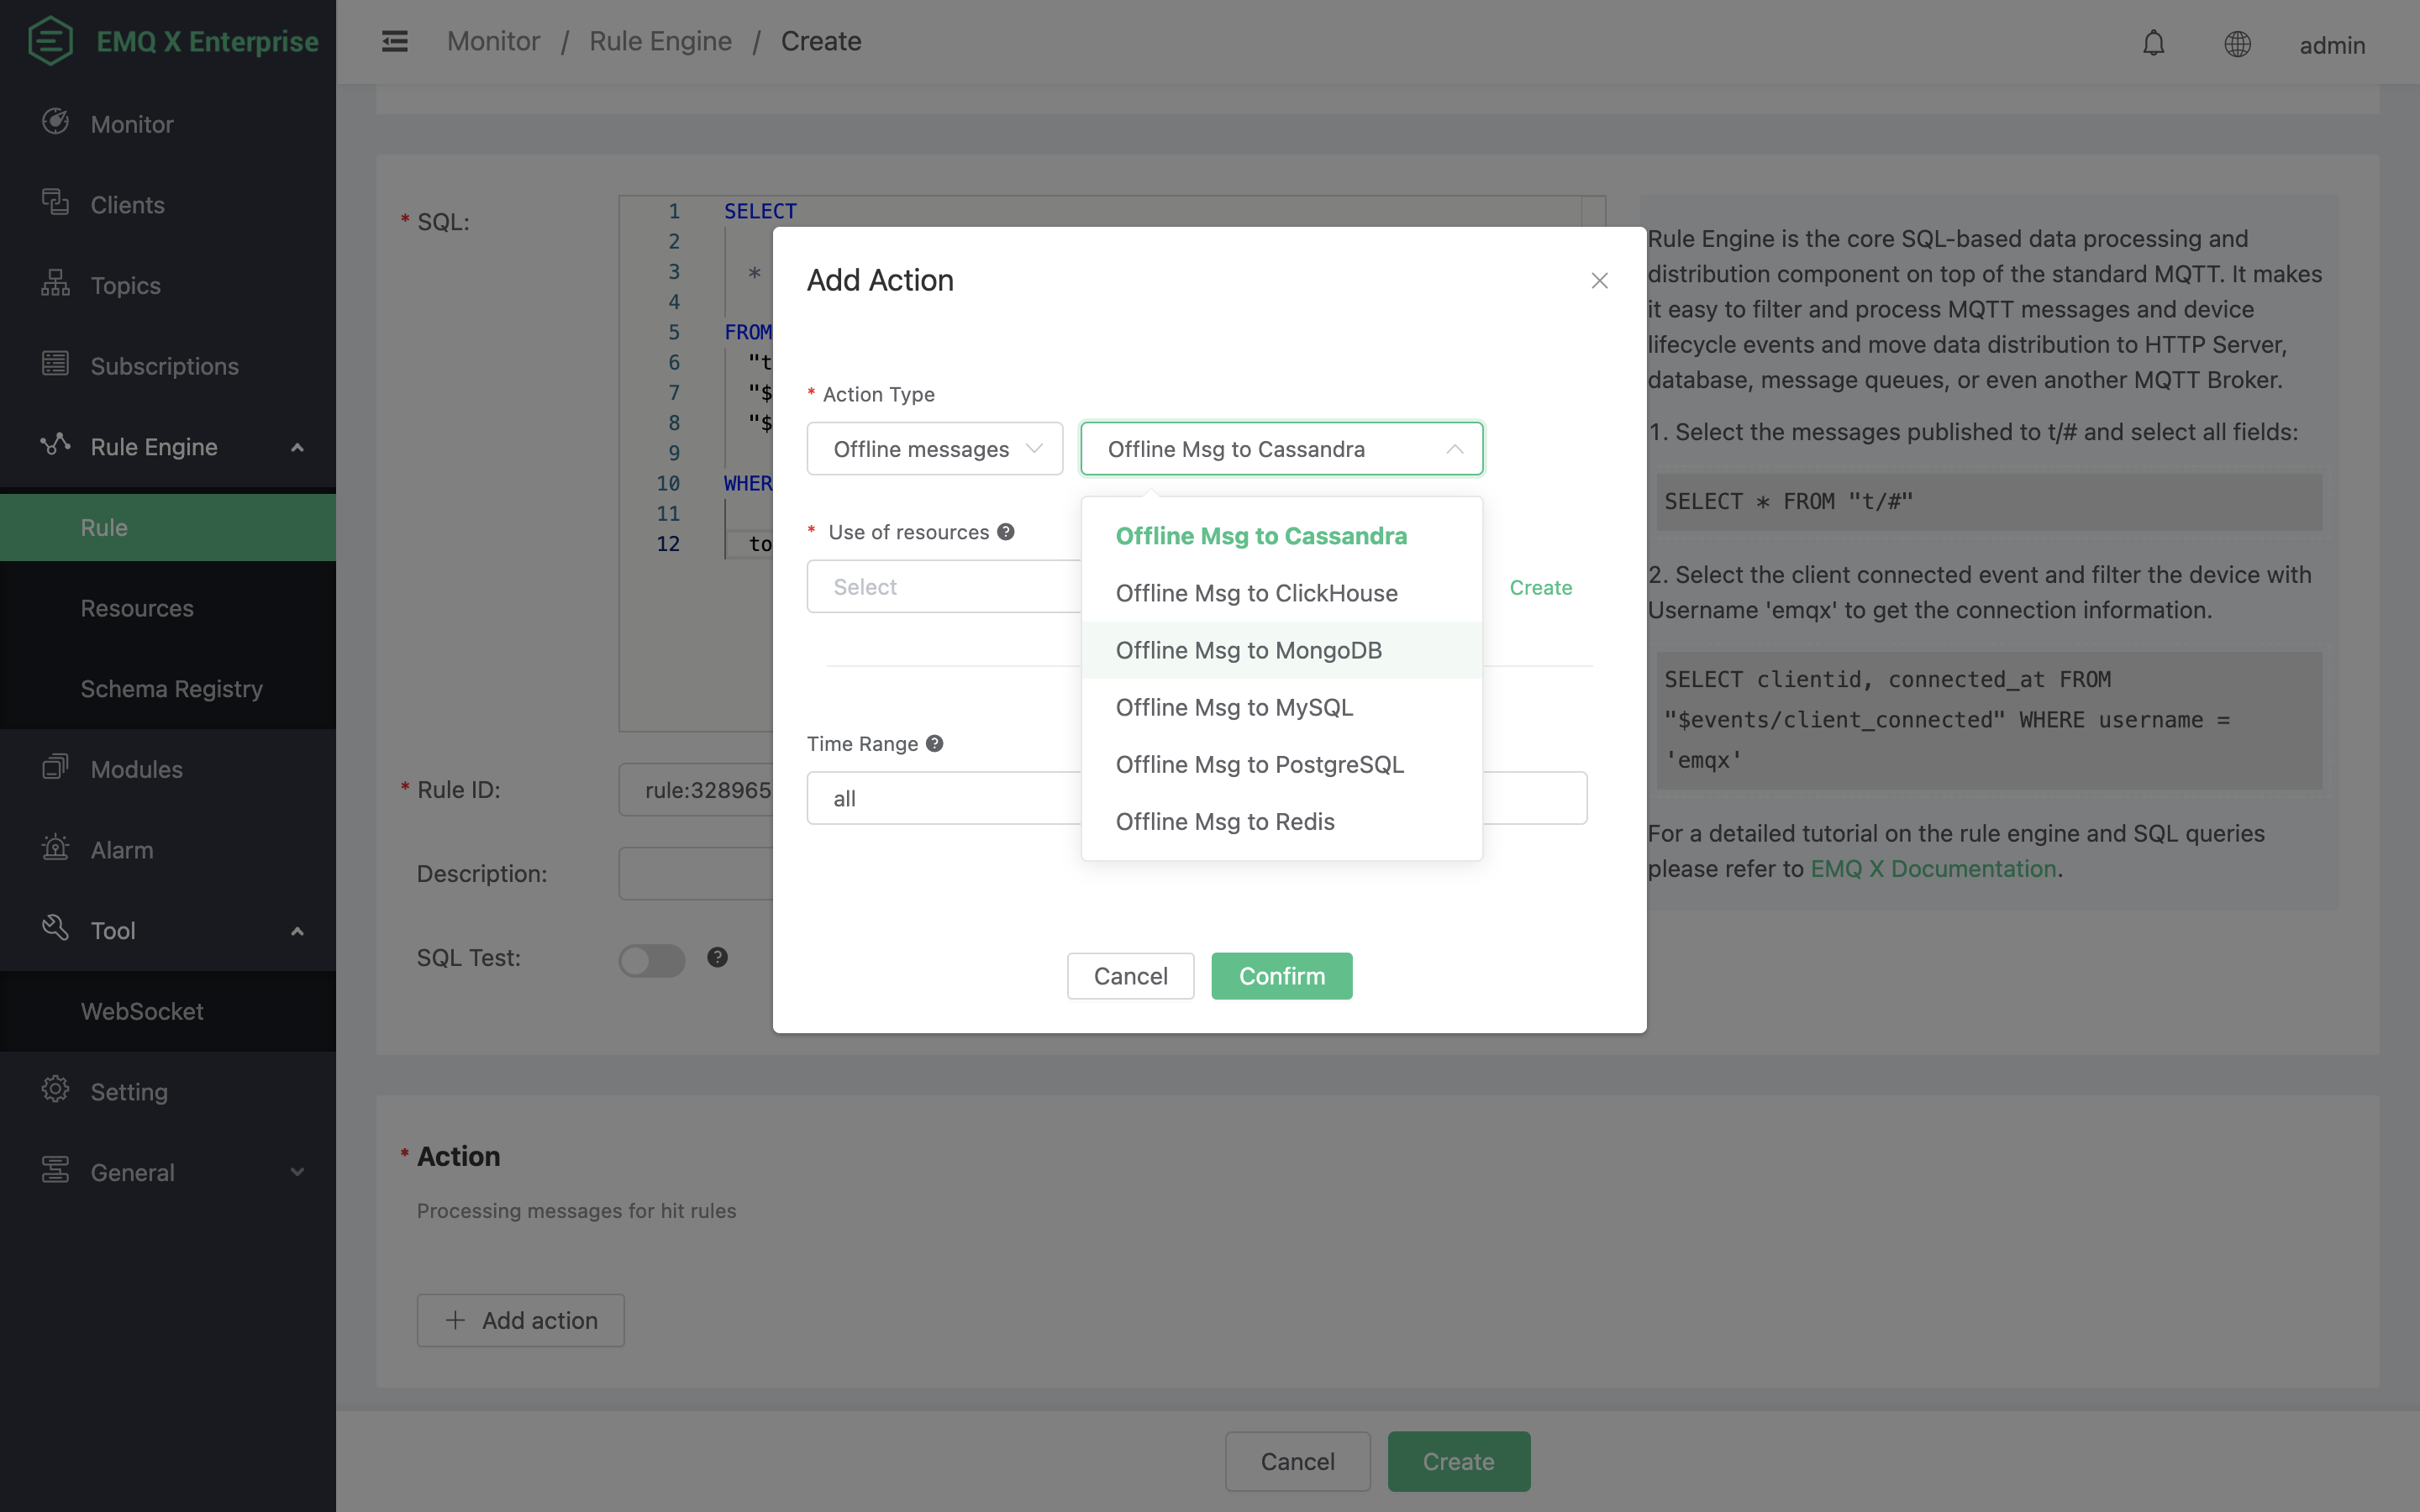 EMQ X Enterprise
Monitor / Rule Engine / Create
admin
Monitor
Clients
Topics
Subscriptions
Rule Engine
Rule
Resources
Schema Registry
Modules
Alarm
Tool
WebSocket
Setting
General
* SQL:
1 SELECT
2
3 *
4
5 FROM
6 "t
7 "$
8 "$
9
10 WHER
11
12 to
* Rule ID:
rule:328965
Description:
SQL Test:
Add Action
* Action Type
Offline messages
Offline Msg to Cassandra
Offline Msg to Cassandra
Offline Msg to ClickHouse
Offline Msg to MongoDB
Offline Msg to MySQL
Offline Msg to PostgreSQL
Offline Msg to Redis
* Use of resources
Select
Create
Time Range
all
Cancel
Confirm
Rule Engine is the core SQL-based data processing and
distribution component on top of the standard MQTT. It makes
it easy to filter and process MQTT messages and device
lifecycle events and move data distribution to HTTP Server,
database, message queues, or even another MQTT Broker.
1. Select the messages published to t/# and select all fields:
SELECT * FROM "t/#"
2. Select the client connected event and filter the device with
Username 'emqx' to get the connection information.
SELECT clientid, connected_at FROM
"$events/client_connected" WHERE username =
'emqx'
For a detailed tutorial on the rule engine and SQL queries
please refer to EMQ X Documentation.
* Action
Processing messages for hit rules
+ Add action
Cancel
Create